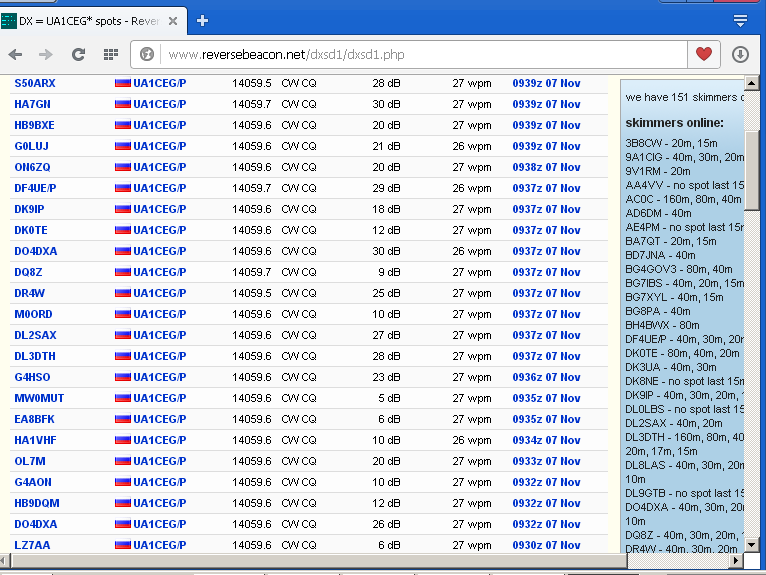 DX = UA1CEG* spots - Rever
www.reversebeacon.net/dxsd1/dxsd1.php
S50ARX UA1CEG/P 14059.5 CW CQ 28 dB 27 wpm 0939z 07 Nov
HA7GN UA1CEG/P 14059.7 CW CQ 30 dB 27 wpm 0939z 07 Nov
HB9BXE UA1CEG/P 14059.6 CW CQ 20 dB 27 wpm 0939z 07 Nov
G0LUJ UA1CEG/P 14059.6 CW CQ 21 dB 26 wpm 0939z 07 Nov
ON6ZQ UA1CEG/P 14059.6 CW CQ 20 dB 27 wpm 0938z 07 Nov
DF4UE/P UA1CEG/P 14059.7 CW CQ 29 dB 26 wpm 0937z 07 Nov
DK9IP UA1CEG/P 14059.6 CW CQ 18 dB 27 wpm 0937z 07 Nov
DK0TE UA1CEG/P 14059.6 CW CQ 12 dB 27 wpm 0937z 07 Nov
DO4DXA UA1CEG/P 14059.6 CW CQ 30 dB 26 wpm 0937z 07 Nov
DQ8Z UA1CEG/P 14059.7 CW CQ 9 dB 27 wpm 0937z 07 Nov
DR4W UA1CEG/P 14059.5 CW CQ 25 dB 27 wpm 0937z 07 Nov
M0ORD UA1CEG/P 14059.6 CW CQ 10 dB 27 wpm 0937z 07 Nov
DL2SAX UA1CEG/P 14059.6 CW CQ 27 dB 27 wpm 0937z 07 Nov
DL3DTH UA1CEG/P 14059.6 CW CQ 28 dB 27 wpm 0937z 07 Nov
G4HSO UA1CEG/P 14059.6 CW CQ 23 dB 27 wpm 0936z 07 Nov
MW0MUT UA1CEG/P 14059.6 CW CQ 5 dB 27 wpm 0935z 07 Nov
EA8BFK UA1CEG/P 14059.6 CW CQ 6 dB 27 wpm 0935z 07 Nov
HA1VHF UA1CEG/P 14059.6 CW CQ 10 dB 26 wpm 0934z 07 Nov
OL7M UA1CEG/P 14059.6 CW CQ 20 dB 27 wpm 0933z 07 Nov
G4AON UA1CEG/P 14059.6 CW CQ 10 dB 27 wpm 0932z 07 Nov
HB9DQM UA1CEG/P 14059.6 CW CQ 12 dB 27 wpm 0932z 07 Nov
DO4DXA UA1CEG/P 14059.6 CW CQ 26 dB 27 wpm 0932z 07 Nov
LZ7AA UA1CEG/P 14059.6 CW CQ 6 dB 27 wpm 0930z 07 Nov
we have 151 skimmers o
skimmers online:
3B8CW - 20m, 15m
9A1CIG - 40m, 30m, 20m
9V1RM - 20m
AA4VV - no spot last 15
AC0C - 160m, 80m, 40m
AD6DM - 40m
AE4PM - no spot last 15m
BA7QT - 20m, 15m
BD7JNA - 40m
BG4GOV3 - 80m, 40m
BG7IBS - 40m, 20m, 15m
BG7XYL - 40m, 15m
BG8PA - 40m
BH4BWX - 80m
DF4UE/P - 40m, 30m, 20m
DK0TE - 80m, 40m, 20m
DK3UA - 40m, 30m
DK8NE - no spot last 15m
DK9IP - 40m, 30m, 20m, 1
DL0LBS - no spot last 15
DL2SAX - 40m, 20m
DL3DTH - 160m, 80m, 40
20m, 17m, 15m
DL8LAS - 40m, 30m, 20m
10m
DL9GTB - no spot last 15
DO4DXA - 40m, 30m, 20m
10m
DQ8Z - 40m, 30m, 20m
DR4W - 40m, 30m, 20m